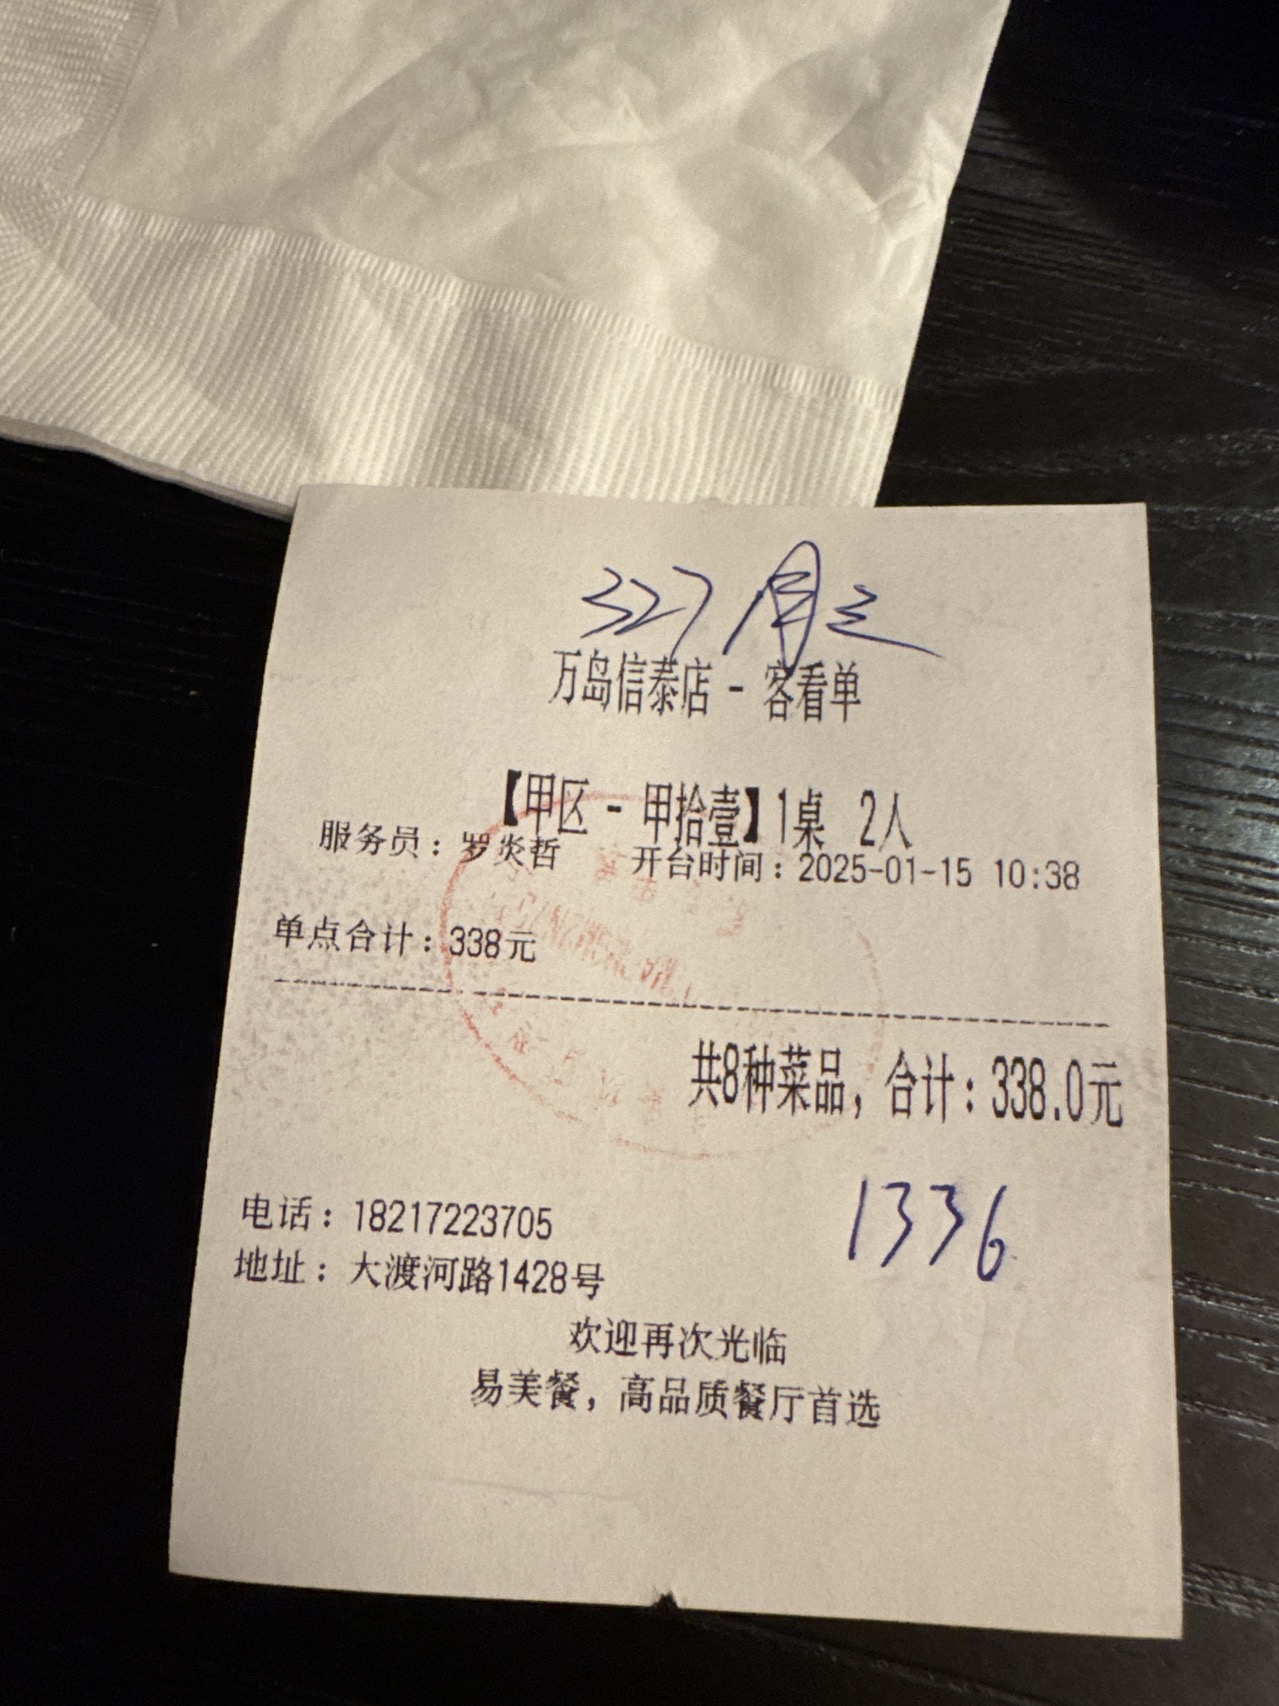 327
万岛信泰店 - 客看单
【甲区 - 甲拾壹】1桌 2人
服务员：罗炎哲 开台时间：2025-01-15 10:38
单点合计：338元
共8种菜品，合计：338.0元
1336
电话：18217223705
地址：大渡河路1428号
欢迎再次光临
易美餐，高品质餐厅首选